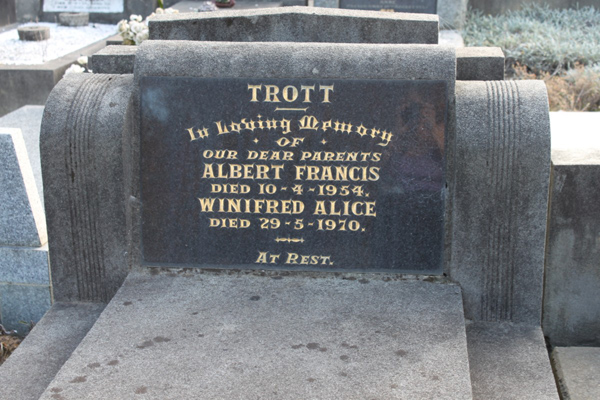 TROTT
In Loving Memory
OF
OUR DEAR PARENTS
ALBERT FRANCIS
DIED 10-4-1954.
WINIFRED ALICE
DIED 29-5-1970.
AT REST.